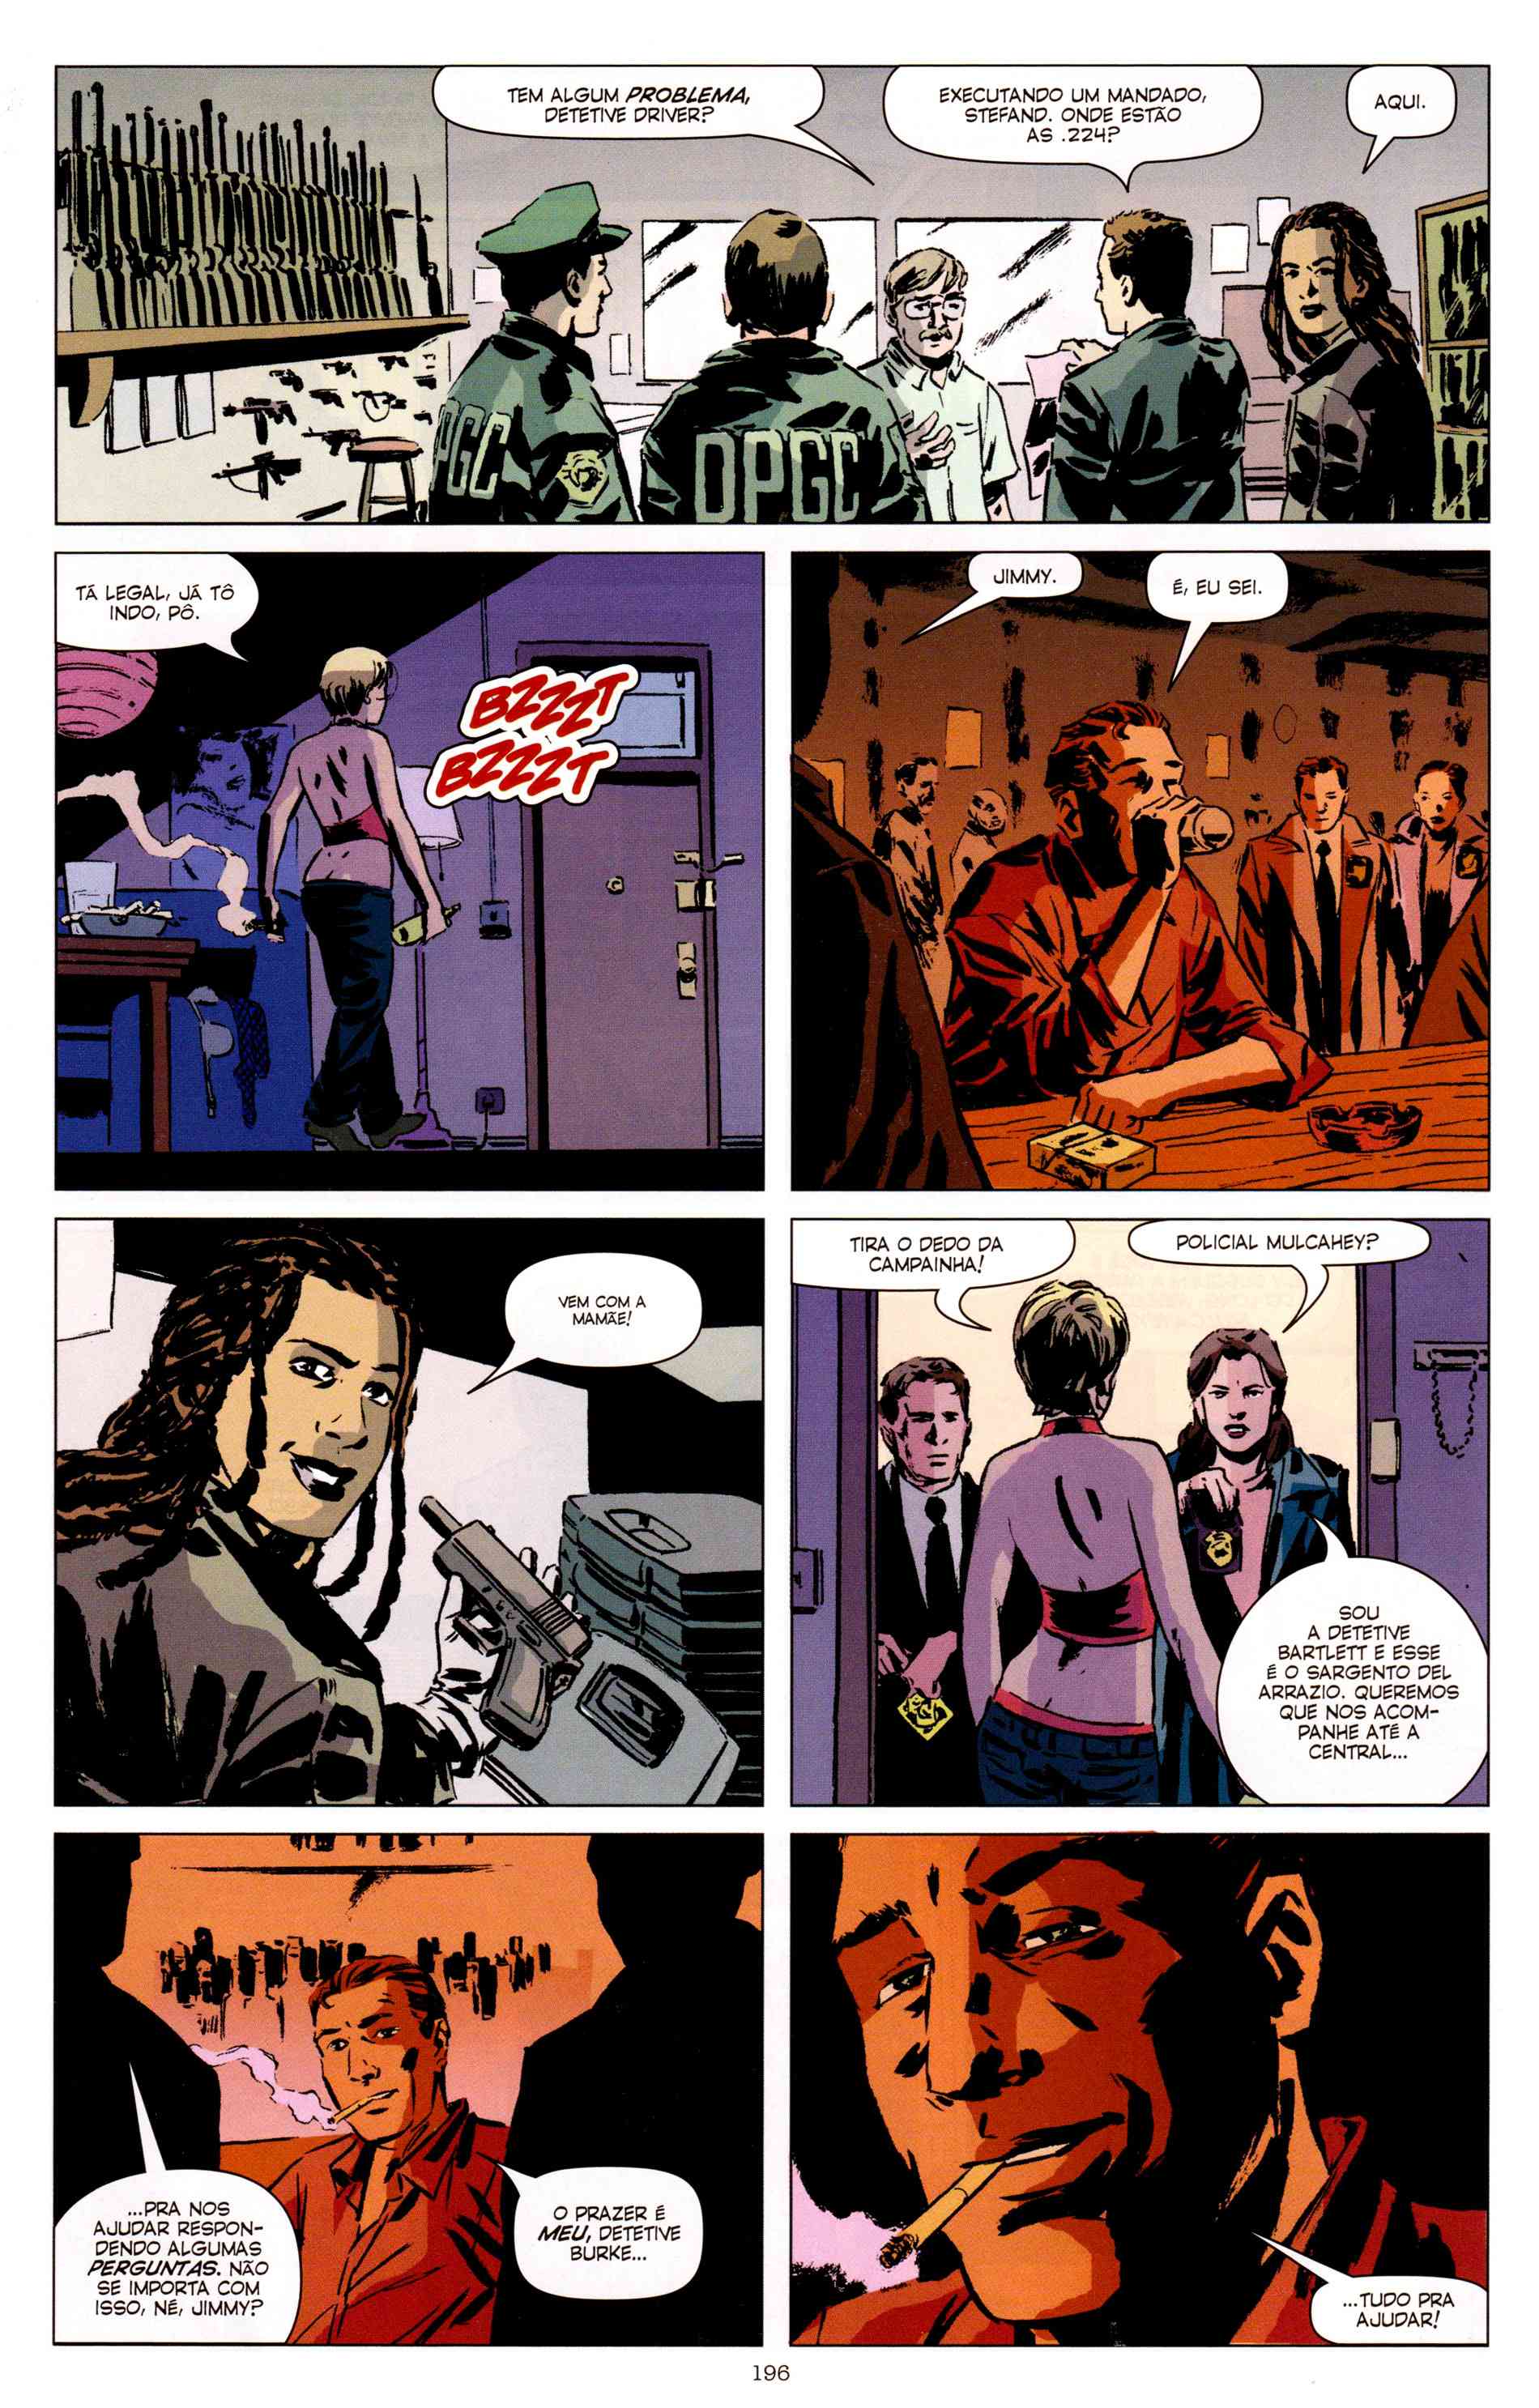 TEM ALGUM PROBLEMA,
DETETIVE DRIVER?
EXECUTANDO UM MANDADO,
STEFANO. ONDE ESTÃO
AS .224?
AQUI.
PGC
DPGC
TÁ LEGAL, JÁ TÔ
INDO, PÔ.
BZZZT
BZZZT
JIMMY.
É, EU SEI.
VEM COM A
MAMÃE!
TIRA O DEDO DA
CAMPAINHA!
POLICIAL MULCAHEY?
SOU
A DETETIVE
BARTLETT E ESSE
É O SARGENTO DEL
ARRAZIO. QUEREMOS
QUE NOS ACOM-
PANHE ATÉ A
CENTRAL...
...PRA NOS
AJUDAR RESPON-
DENDO ALGUMAS
PERGUNTAS. NÃO
SE IMPORTA COM
ISSO, NÉ, JIMMY?
O PRAZER É
MEU, DETETIVE
BURKE...
...TUDO PRA
AJUDAR!
196